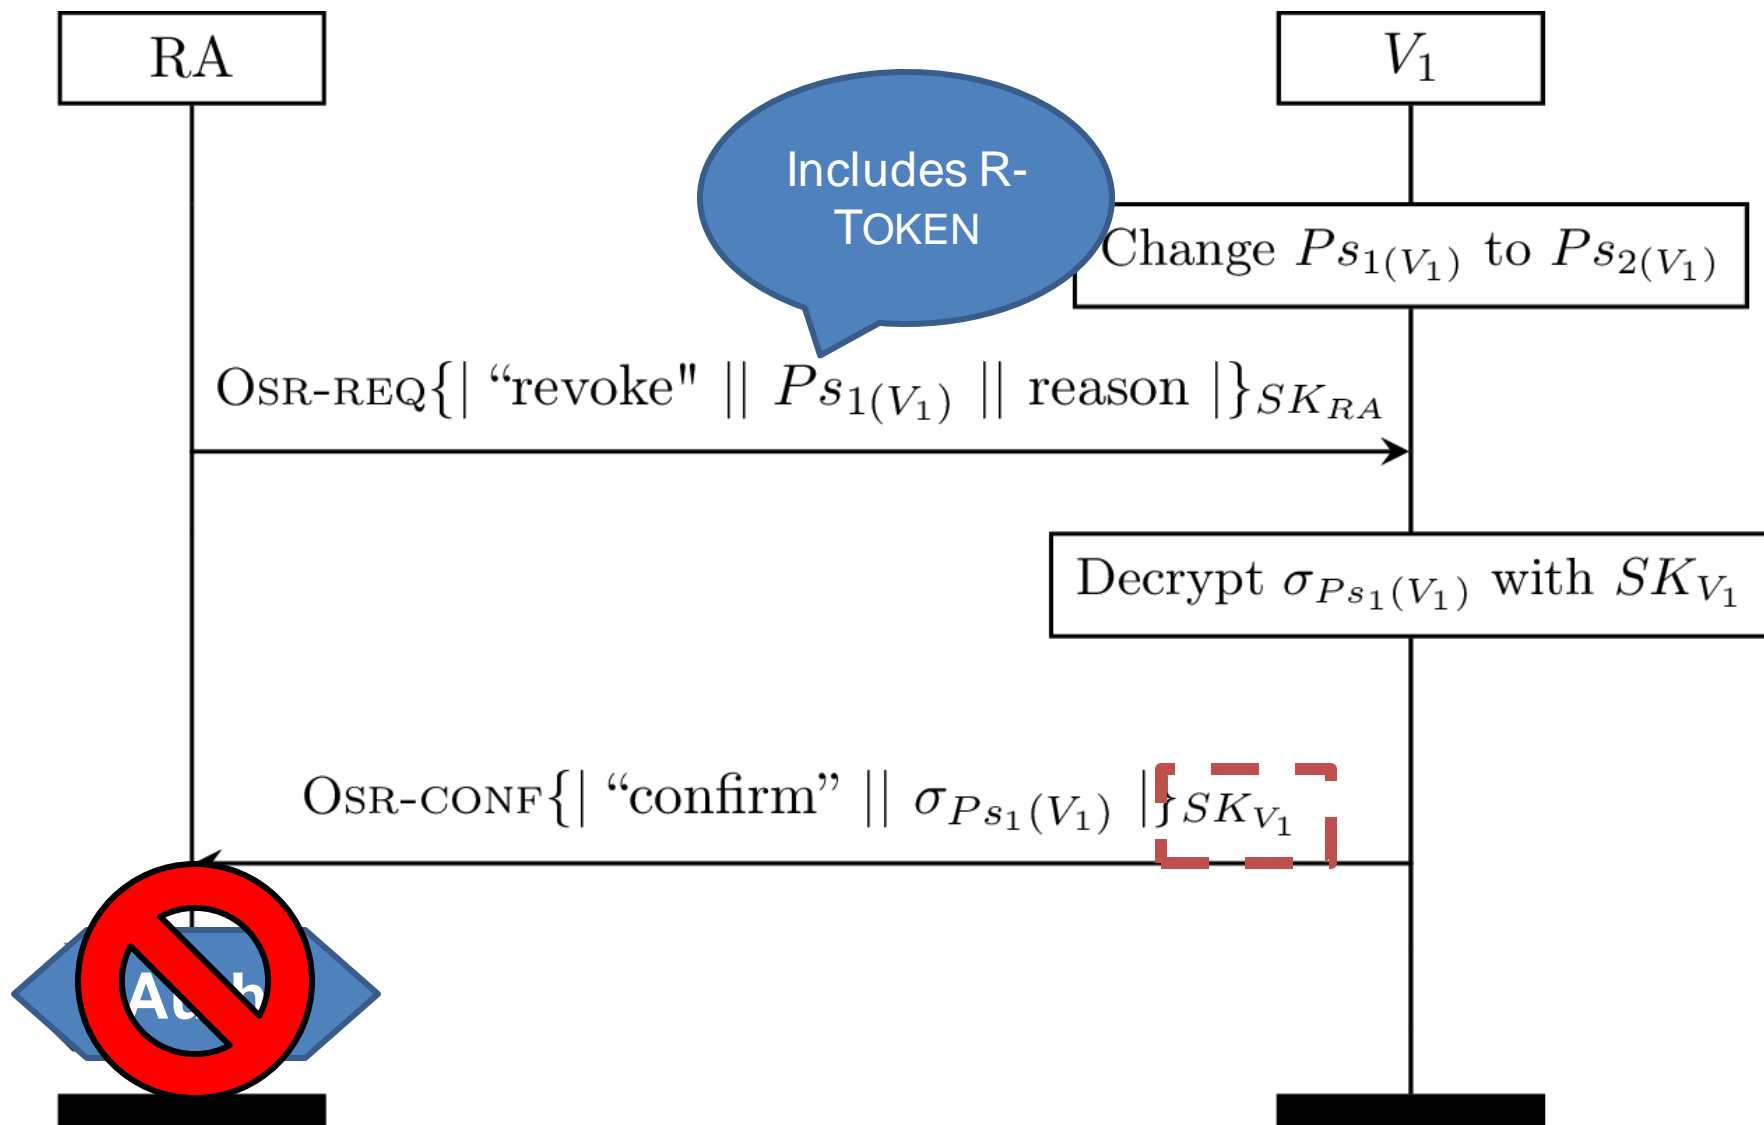 RA
V₁
Includes R-
TOKEN
Change Ps₁₍V₁₎ to Ps₂₍V₁₎
OSR-REQ{| “revoke" || Ps₁₍V₁₎ || reason |}SK_RA
Decrypt σ_Ps₁(V₁) with SK_V₁
OSR-CONF{| “confirm” || σ_Ps₁(V₁) |}SK_V₁